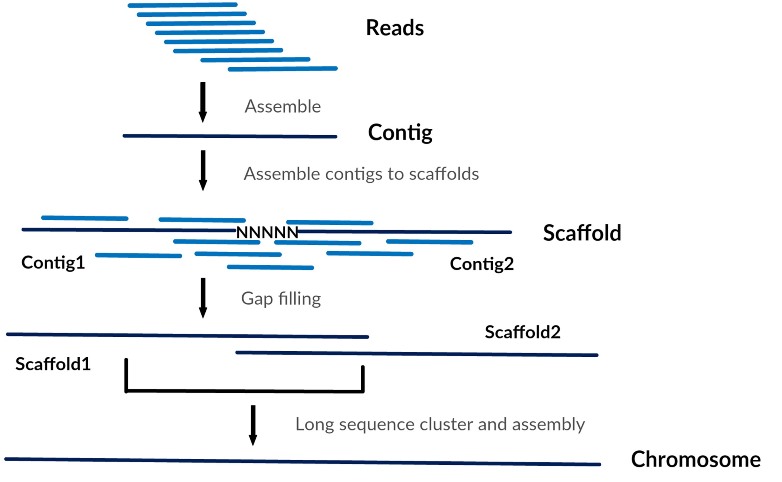 Reads
Assemble
Contig
Assemble contigs to scaffolds
NNNNN
Scaffold
Contig1
Contig2
Gap filling
Scaffold2
Scaffold1
Long sequence cluster and assembly
Chromosome